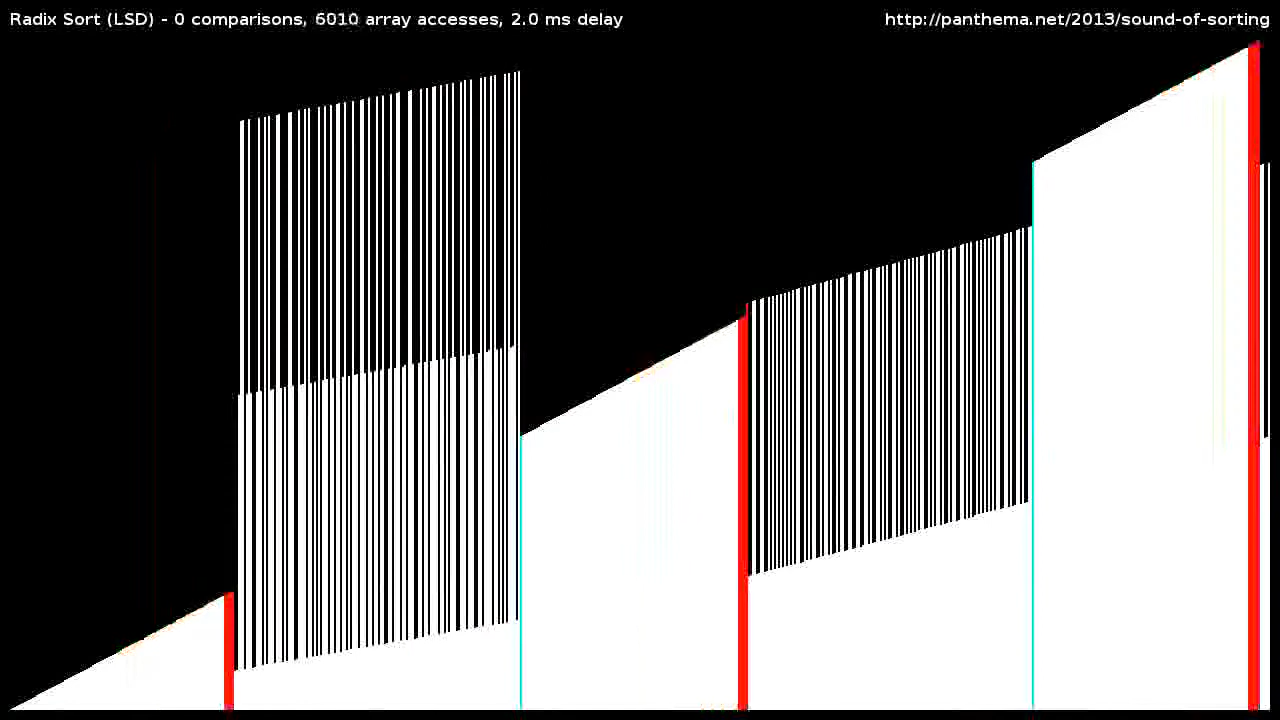 Radix Sort (LSD) - 0 comparisons, 6010 array accesses, 2.0 ms delay
http://panthema.net/2013/sound-of-sorting